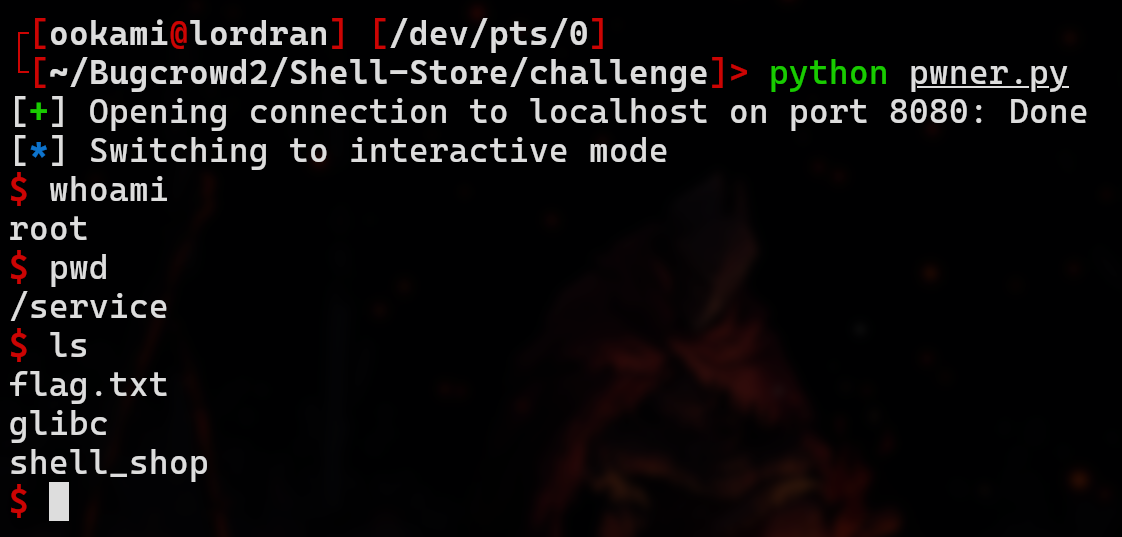 ┌[ookami@lordran] [/dev/pts/0]
└[~/Bugcrowd2/Shell-Store/challenge]> python pwner.py
[+] Opening connection to localhost on port 8080: Done
[*] Switching to interactive mode
$ whoami
root
$ pwd
/service
$ ls
flag.txt
glibc
shell_shop
$